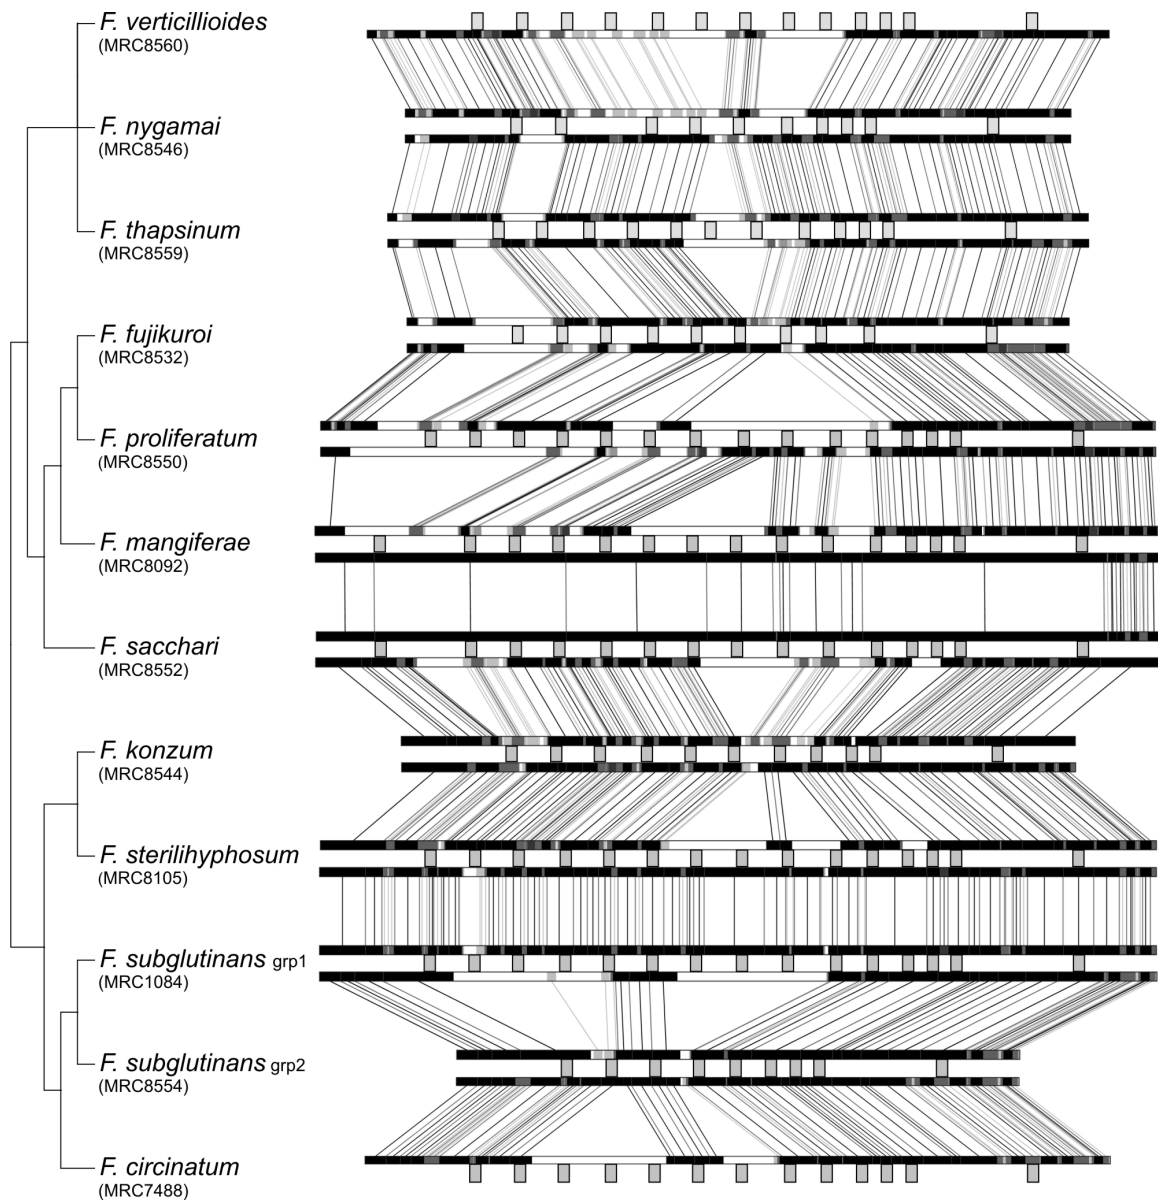 F. verticillioides
(MRC8560)
F. nygamai
(MRC8546)
F. thapsinum
(MRC8559)
F. fujikuroi
(MRC8532)
F. proliferatum
(MRC8550)
F. mangiferae
(MRC8092)
F. sacchari
(MRC8552)
F. konzum
(MRC8544)
F. sterilihyphosum
(MRC8105)
F. subglutinans grp1
(MRC1084)
F. subglutinans grp2
(MRC8554)
F. circinatum
(MRC7488)